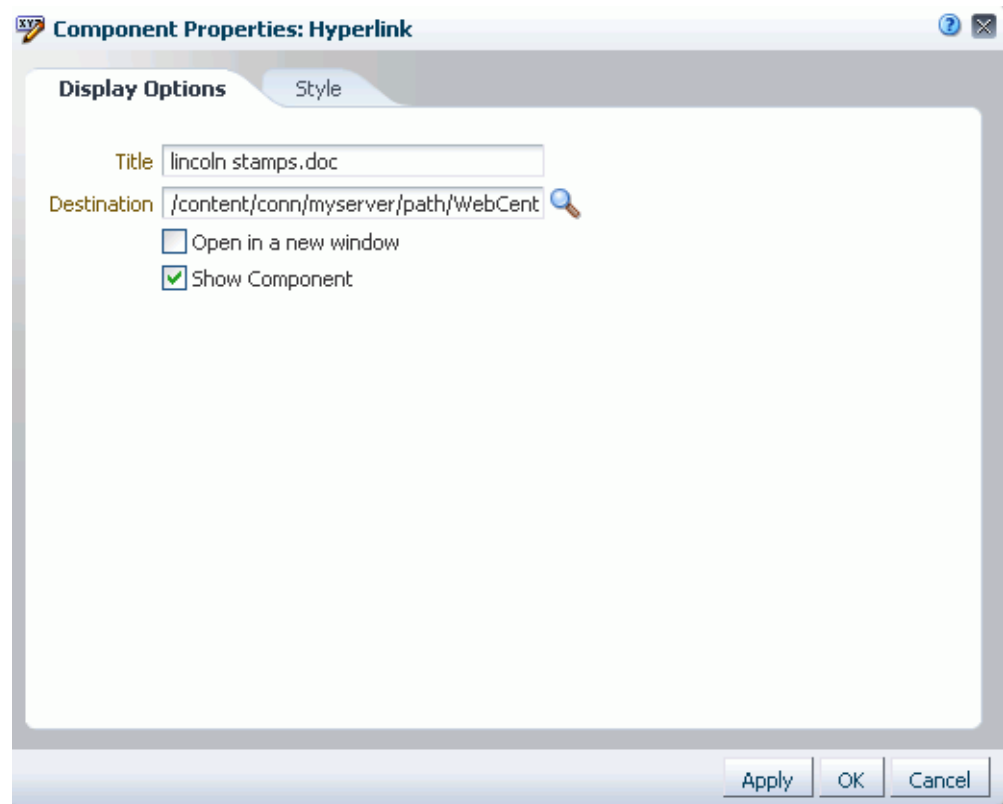 Component Properties: Hyperlink
Display Options Style
Title lincoln stamps.doc
Destination /content/conn/myserver/path/WebCent
Open in a new window
Show Component
Apply OK Cancel